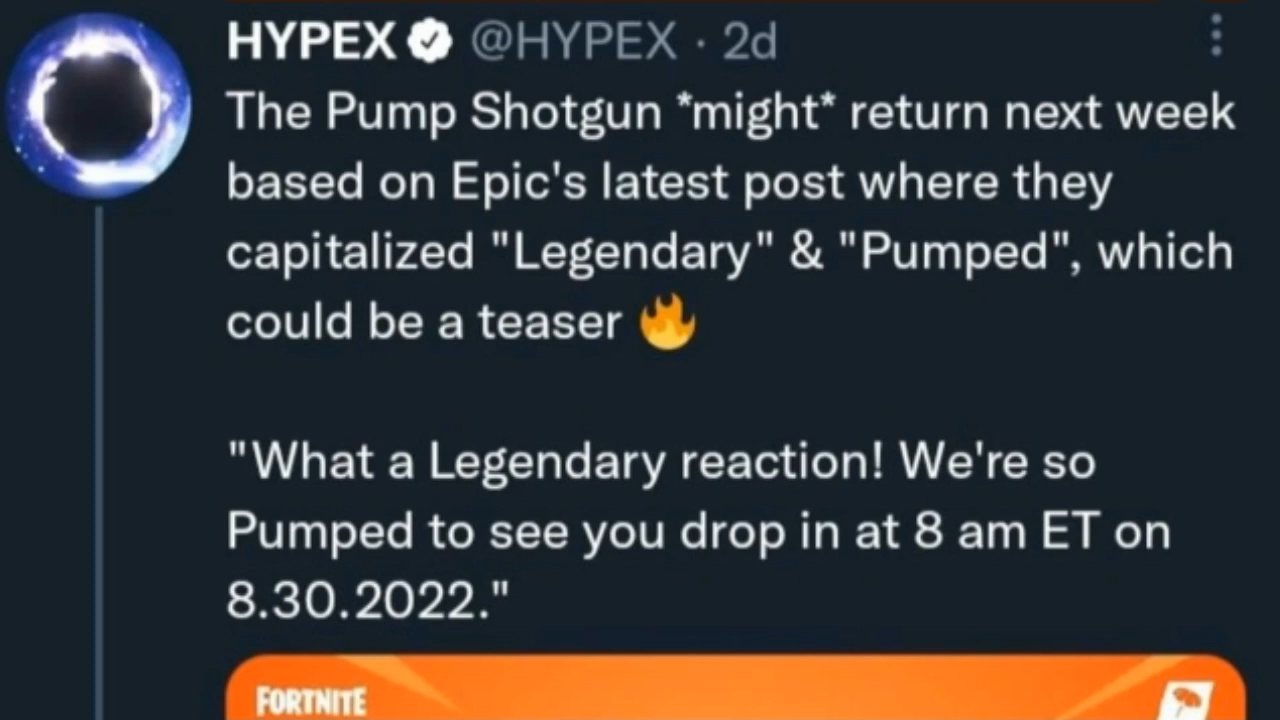 HYPEX @HYPEX · 2d
The Pump Shotgun *might* return next week
based on Epic's latest post where they
capitalized "Legendary" & "Pumped", which
could be a teaser 🔥
"What a Legendary reaction! We're so
Pumped to see you drop in at 8 am ET on
8.30.2022."
FORTNITE